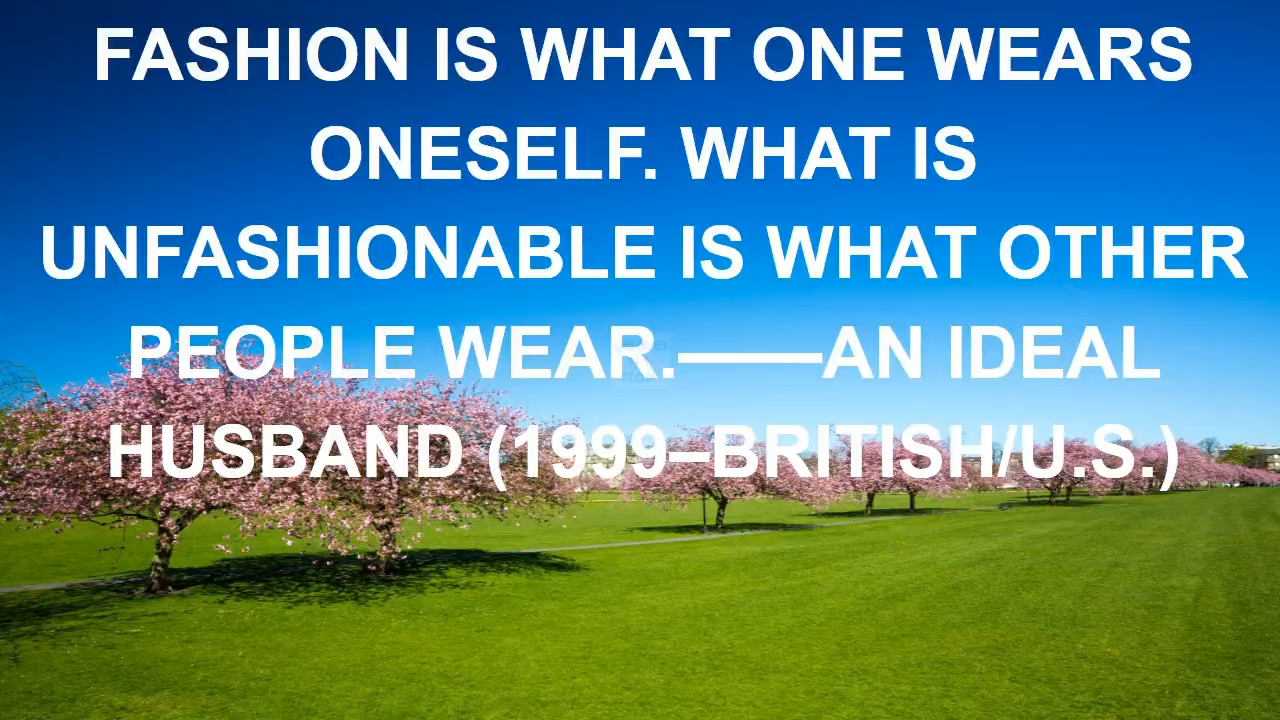 FASHION IS WHAT ONE WEARS
ONESELF. WHAT IS
UNFASHIONABLE IS WHAT OTHER
PEOPLE WEAR.——AN IDEAL
HUSBAND (1999–BRITISH/U.S.)